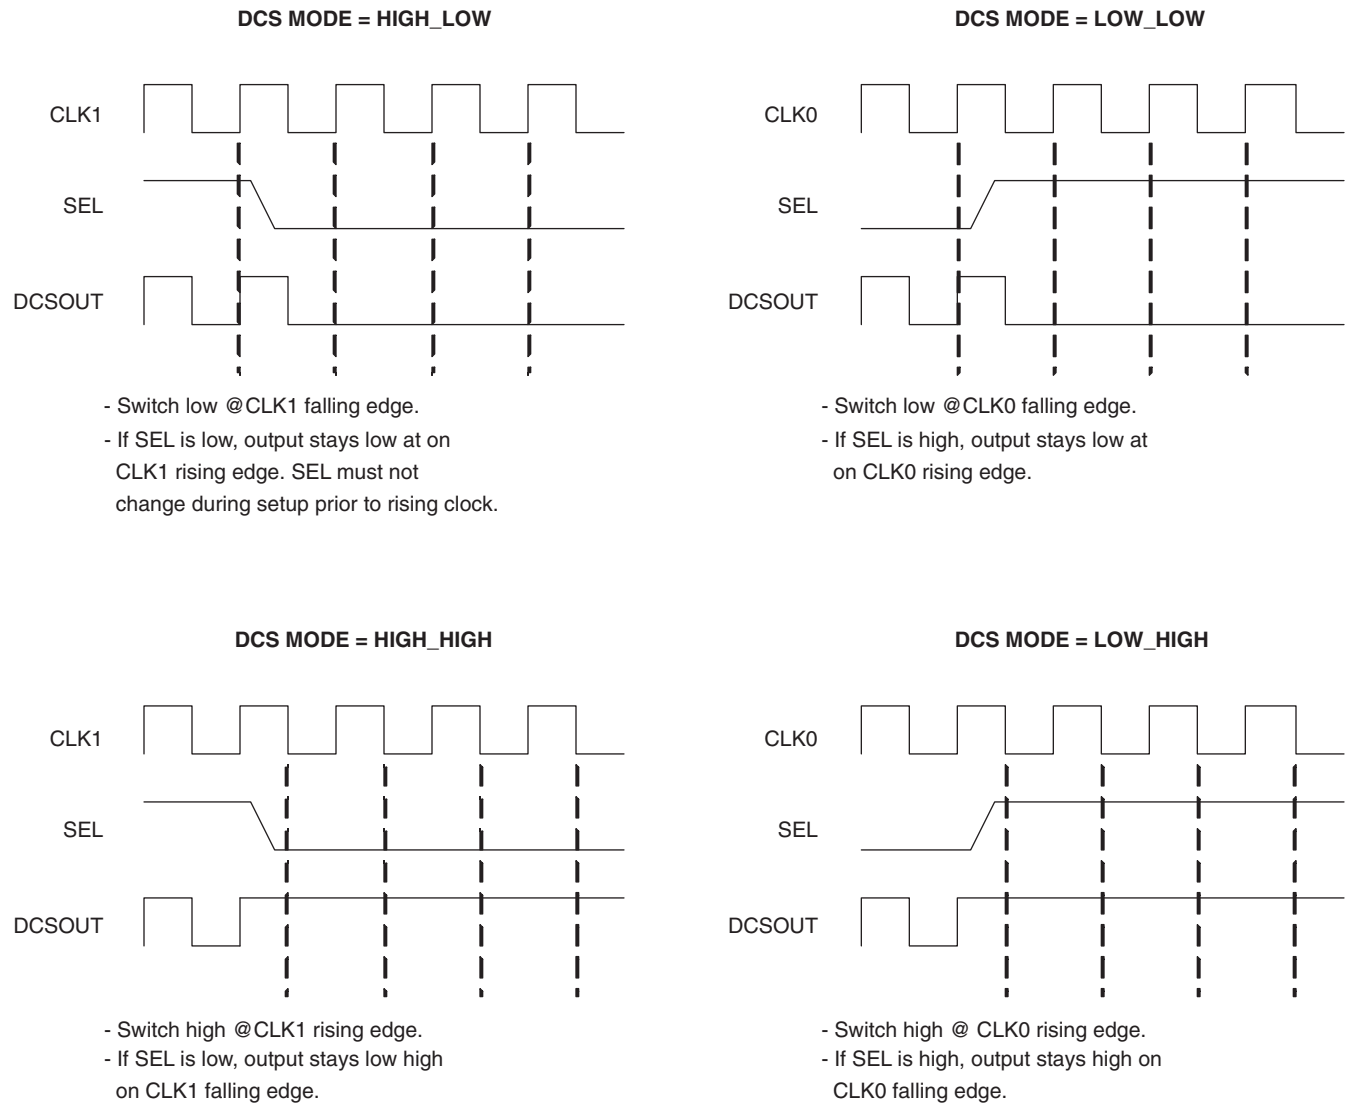 DCS MODE = HIGH_LOW
CLK1
SEL
DCSOUT
- Switch low @CLK1 falling edge.
- If SEL is low, output stays low at on
CLK1 rising edge. SEL must not
change during setup prior to rising clock.
DCS MODE = LOW_LOW
CLK0
SEL
DCSOUT
- Switch low @CLK0 falling edge.
- If SEL is high, output stays low at
on CLK0 rising edge.
DCS MODE = HIGH_HIGH
CLK1
SEL
DCSOUT
- Switch high @CLK1 rising edge.
- If SEL is low, output stays low high
on CLK1 falling edge.
DCS MODE = LOW_HIGH
CLK0
SEL
DCSOUT
- Switch high @ CLK0 rising edge.
- If SEL is high, output stays high on
CLK0 falling edge.